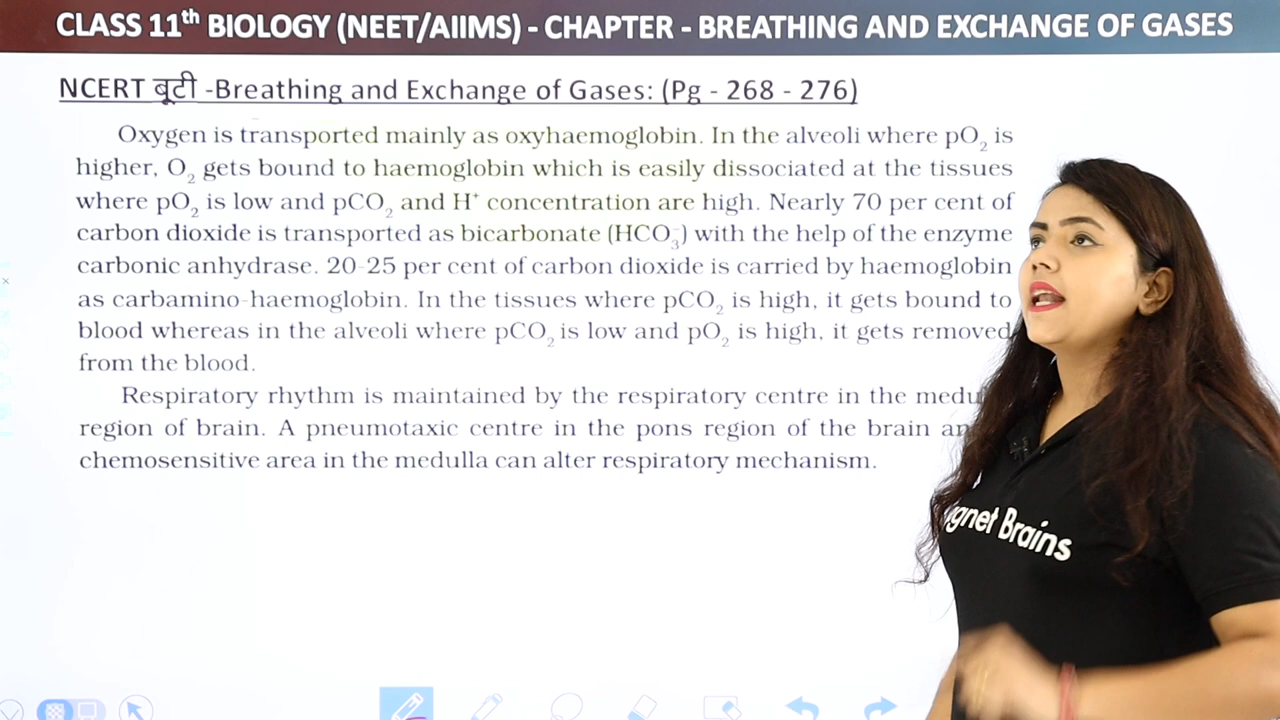 CLASS 11th BIOLOGY (NEET/AIIMS) - CHAPTER - BREATHING AND EXCHANGE OF GASES
NCERT बूटी -Breathing and Exchange of Gases: (Pg - 268 - 276)
Oxygen is transported mainly as oxyhaemoglobin. In the alveoli where pO₂ is
higher, O₂ gets bound to haemoglobin which is easily dissociated at the tissues
where pO₂ is low and pCO₂ and H⁺ concentration are high. Nearly 70 per cent of
carbon dioxide is transported as bicarbonate (HCO₃⁻) with the help of the enzyme
carbonic anhydrase. 20-25 per cent of carbon dioxide is carried by haemoglobin
as carbamino-haemoglobin. In the tissues where pCO₂ is high, it gets bound to
blood whereas in the alveoli where pCO₂ is low and pO₂ is high, it gets removed
from the blood.
Respiratory rhythm is maintained by the respiratory centre in the medu
region of brain. A pneumotaxic centre in the pons region of the brain an
chemosensitive area in the medulla can alter respiratory mechanism.
gnet Brains